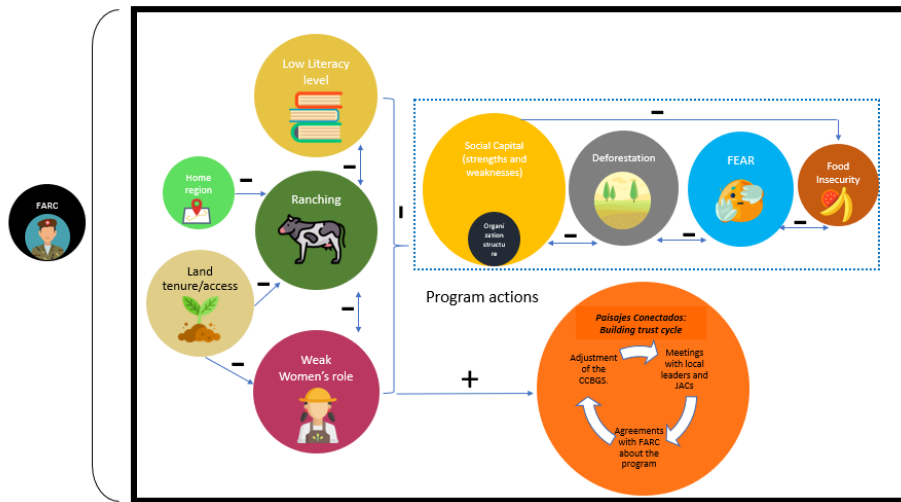 FARC
Low Literacy
level
Home
region
Ranching
Land
tenure/access
Weak
Women's role
Social Capital
(strengths and
weaknesses)
Organi
zation
structu
re
Deforestation
FEAR
Food
Insecurity
Program actions
Paisajes Conectados:
Building trust cycle
Adjustment
of the
CCBGS.
Meetings
with local
leaders and
JACs
Agreements
with FARC
about the
program